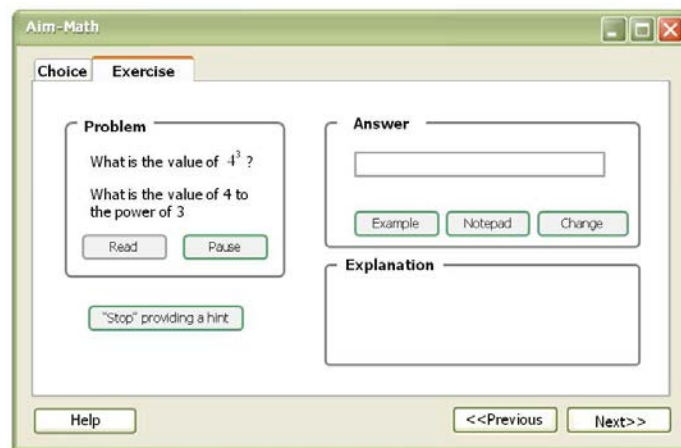 Aim-Math
Choice
Exercise
Problem
What is the value of 4³ ?
What is the value of 4 to
the power of 3
Read
Pause
"Stop" providing a hint
Answer
Example
Notepad
Change
Explanation
Help
<<Previous
Next>>